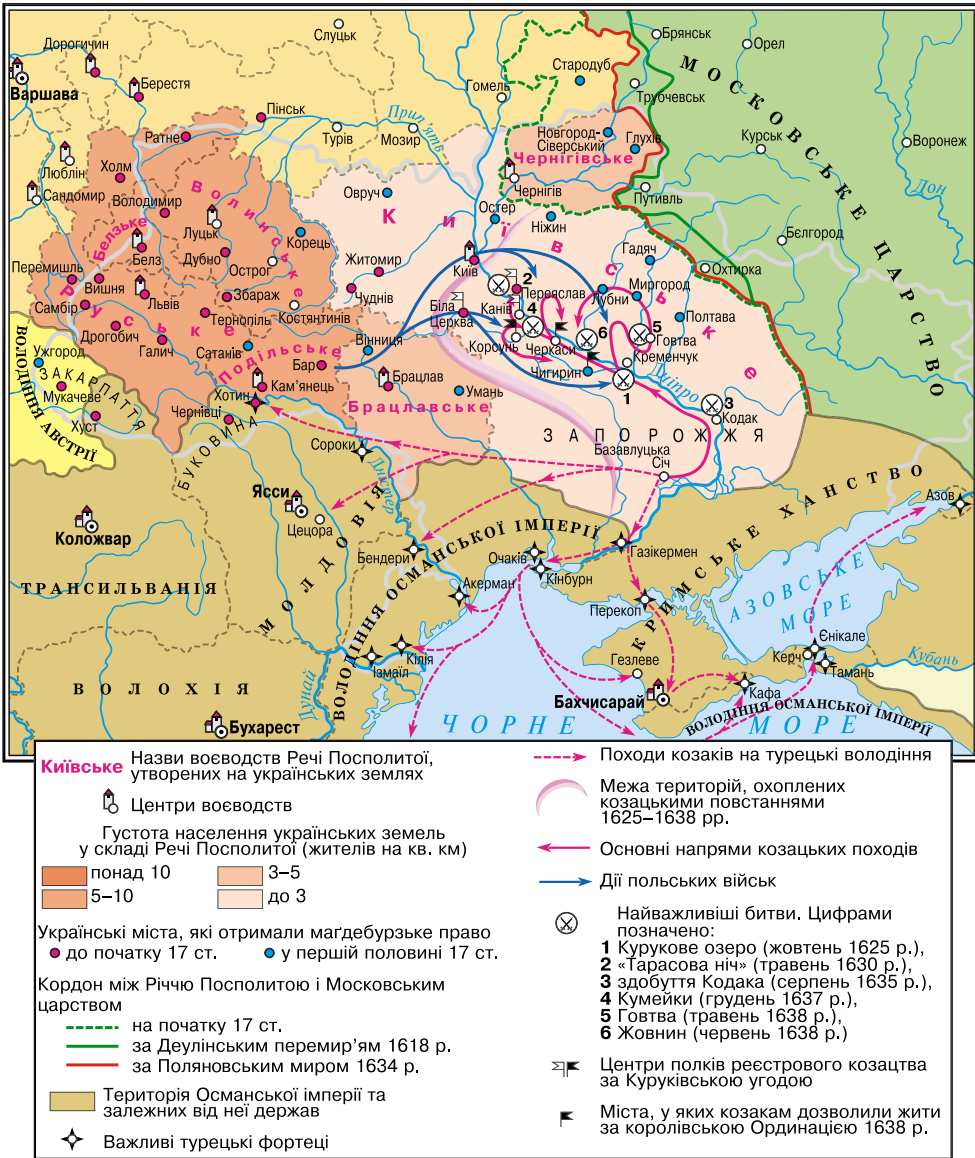 Слуцьк
Брянськ
Орел
Дорогичин
Варшава
Берестя
Стародуб
Гомель
Трубчевськ
МОСКОВСЬКЕ ЦАРСТВО
Пінськ
Прип'ять
Ратне
Турів
Мозир
Новгород-
Сіверський
Глухів
Курськ
Воронеж
Чернігівське
Люблін
Холм
Волинське
Овруч
Київське
Чернігів
Дон
Сандомир
Володимир
Путивль
Луцьк
Остер
Ніжин
Бєлгород
Белзьке
Белз
Дубно
Корець
Гадяч
Острог
Житомир
Київ
Охтирка
Перемишль
Вишня
Львів
Збараж
Чуднів
2
Переяслав
Лубни
Миргород
Самбір
Руське
Тернопіль
Костянтинів
Біла
Церква
Канів
4
Полтава
Дрогобич
Галич
Сатанів
Вінниця
Корсунь
Черкаси
6
5
Говтва
ВОЛОДІННЯ АВСТРІЇ
Ужгород
ЗАКАРПАТТЯ
Подільське
Бар
Кременчук
Мукачеве
Кам'янець
Брацлав
Умань
Чигирин
1
Дніпро
Хуст
Хотин
Чернівці
Брацлавське
3
Кодак
БУКОВИНА
Сороки
ЗАПОРОЖЖЯ
Базавлуцька
Січ
Дністер
Ясси
Цецора
Коложвар
МОЛДОВІЯ
Азов
ВОЛОДІННЯ ОСМАНСЬКОЇ ІМПЕРІЇ
КРИМСЬКЕ ХАНСТВО
Бендери
Очаків
Кінбурн
Ґазікермен
ТРАНСИЛЬВАНІЯ
Акерман
Перекоп
АЗОВСЬКЕ
МОРЕ
Кілія
Ізмаїл
Єнікале
Керч
Тамань
Кубань
Гезлеве
ВОЛОХІЯ
Дунай
Бахчисарай
Кафа
ВОЛОДІННЯ ОСМАНСЬКОЇ ІМПЕРІЇ
Бухарест
ЧОРНЕ
МОРЕ
Київське Назви воєводств Речі Посполитої,
утворених на українських землях
Центри воєводств
Густота населення українських земель
у складі Речі Посполитої (жителів на кв. км)
понад 10
3–5
5–10
до 3
Українські міста, які отримали маґдебурзьке право
до початку 17 ст.
у першій половині 17 ст.
Кордон між Річчю Посполитою і Московським
царством
на початку 17 ст.
за Деулінським перемир'ям 1618 р.
за Поляновським миром 1634 р.
Територія Османської імперії та
залежних від неї держав
Важливі турецькі фортеці
Походи козаків на турецькі володіння
Межа територій, охоплених
козацькими повстаннями
1625–1638 рр.
Основні напрями козацьких походів
Дії польських військ
Найважливіші битви. Цифрами
позначено:
1 Курукове озеро (жовтень 1625 р.),
2 «Тарасова ніч» (травень 1630 р.),
3 здобуття Кодака (серпень 1635 р.),
4 Кумейки (грудень 1637 р.),
5 Говтва (травень 1638 р.),
6 Жовнин (червень 1638 р.)
Центри полків реєстрового козацтва
за Куруківською угодою
Міста, у яких козакам дозволили жити
за королівською Ординацією 1638 р.